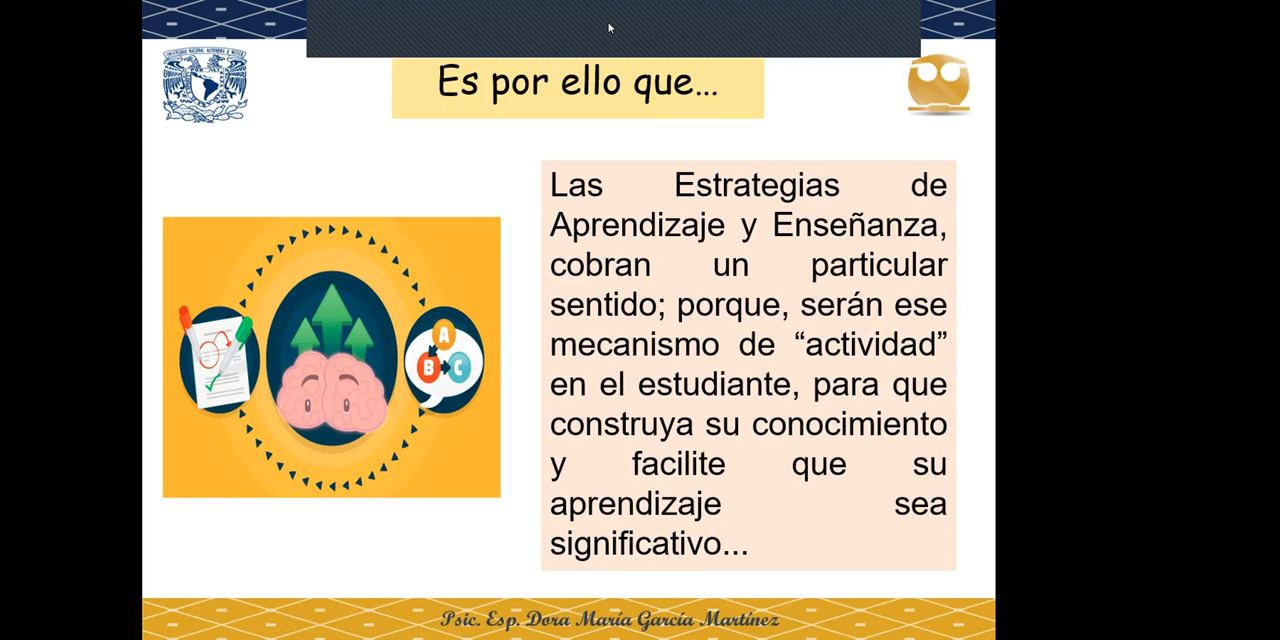 Es por ello que...
Las Estrategias de
Aprendizaje y Enseñanza,
cobran un particular
sentido; porque, serán ese
mecanismo de “actividad”
en el estudiante, para que
construya su conocimiento
y facilite que su
aprendizaje sea
significativo...
A
B C
Psic. Esp. Dora María García Martínez